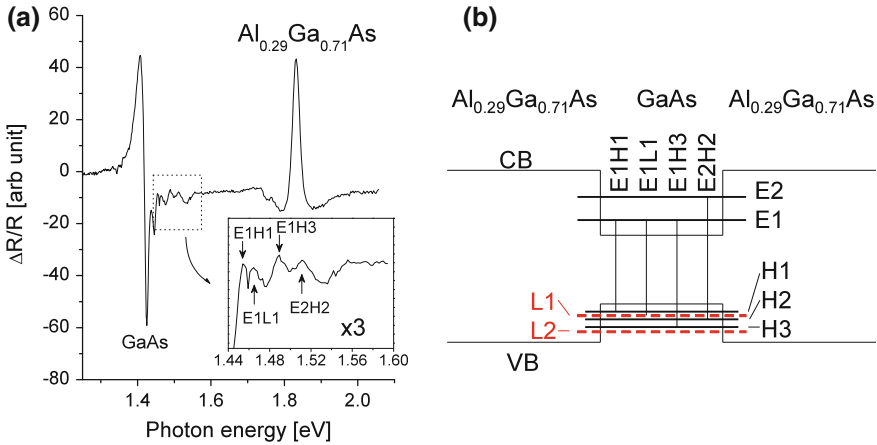 (a)
60
40
20
0
-20
-40
-60
-80
ΔR/R [arb unit]
Al0.29Ga0.71As
GaAs
E1H1
E1H3
E1L1
E2H2
x3
1.44 1.48 1.52 1.56 1.60
1.4 1.6 1.8 2.0
Photon energy [eV]
(b)
Al0.29Ga0.71As GaAs Al0.29Ga0.71As
CB
E1H1
E1L1
E1H3
E2H2
E2
E1
L1
L2
H1
H2
H3
VB